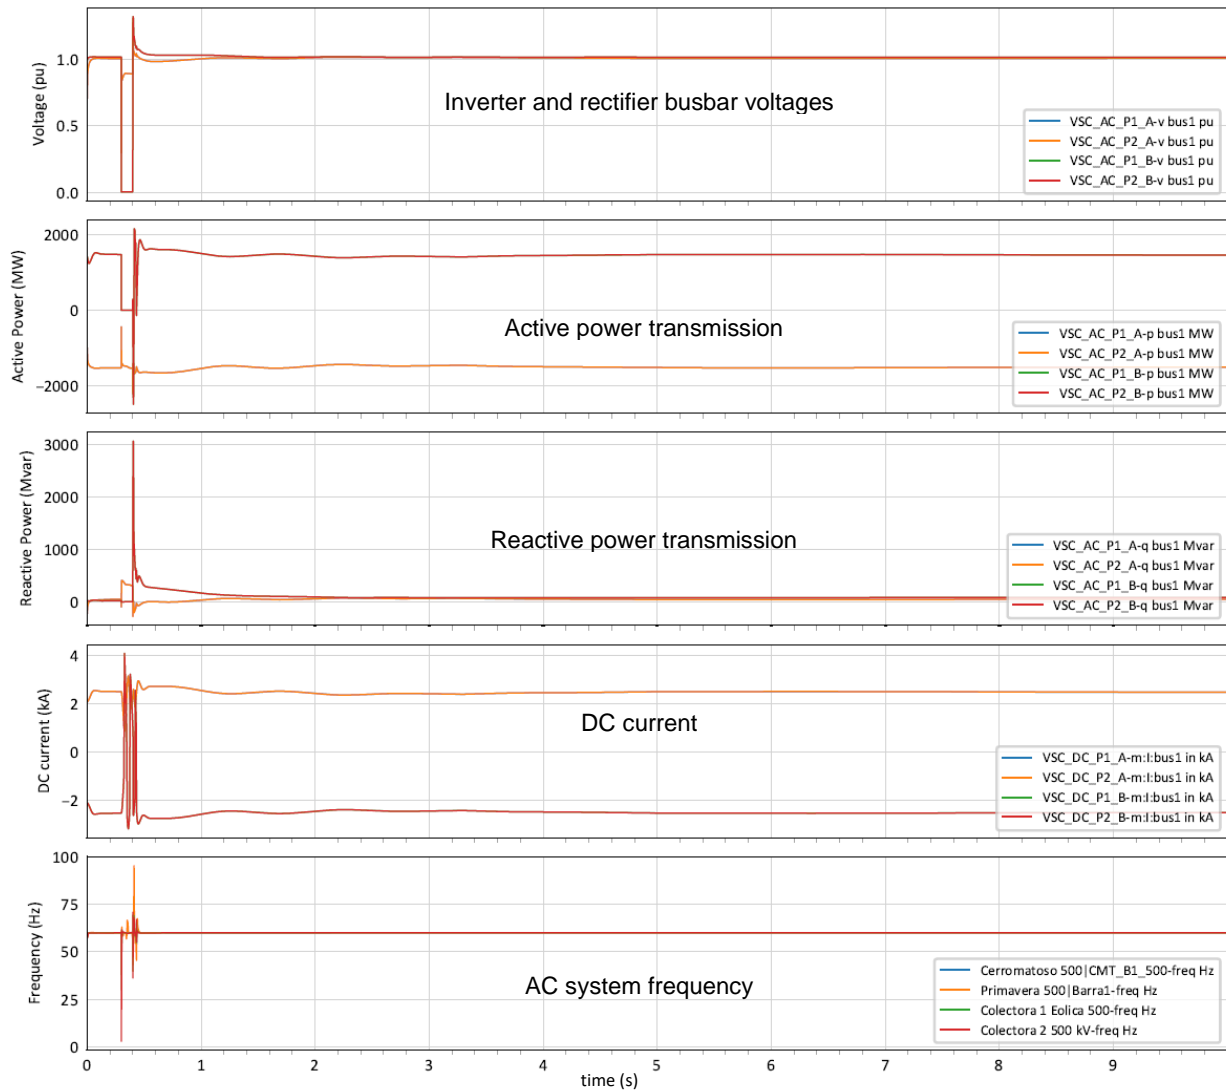 Voltage (pu)
1.0
0.5
0.0
Inverter and rectifier busbar voltages
VSC_AC_P1_A-v bus1 pu
VSC_AC_P2_A-v bus1 pu
VSC_AC_P1_B-v bus1 pu
VSC_AC_P2_B-v bus1 pu
Active Power (MW)
2000
0
−2000
Active power transmission
VSC_AC_P1_A-p bus1 MW
VSC_AC_P2_A-p bus1 MW
VSC_AC_P1_B-p bus1 MW
VSC_AC_P2_B-p bus1 MW
Reactive Power (Mvar)
3000
2000
1000
0
Reactive power transmission
VSC_AC_P1_A-q bus1 Mvar
VSC_AC_P2_A-q bus1 Mvar
VSC_AC_P1_B-q bus1 Mvar
VSC_AC_P2_B-q bus1 Mvar
DC current (kA)
4
2
0
−2
DC current
VSC_DC_P1_A-m:I:bus1 in kA
VSC_DC_P2_A-m:I:bus1 in kA
VSC_DC_P1_B-m:I:bus1 in kA
VSC_DC_P2_B-m:I:bus1 in kA
Frequency (Hz)
100
75
50
25
0
AC system frequency
Cerromatoso 500|CMT_B1_500-freq Hz
Primavera 500|Barra1-freq Hz
Colectora 1 Eolica 500-freq Hz
Colectora 2 500 kV-freq Hz
0 1 2 3 4 5 6 7 8 9
time (s)